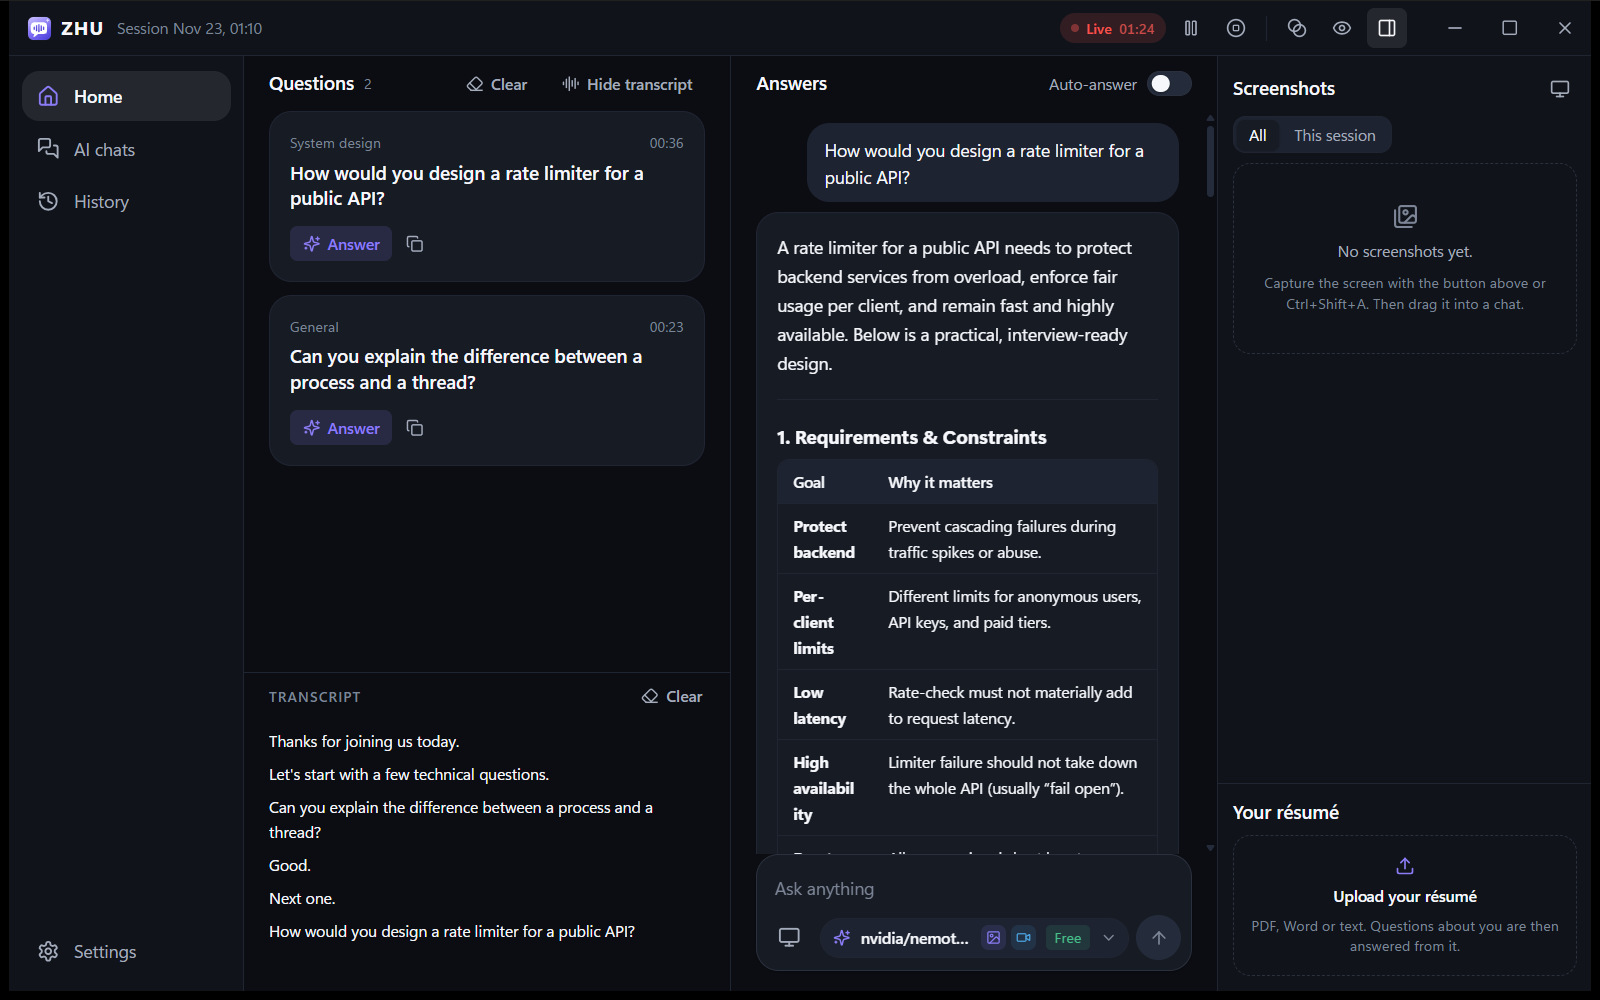 ZHU
Session Nov 23, 01:10
Live 01:24
Home
AI chats
History
Settings
Questions 2
Clear
Hide transcript
System design
00:36
How would you design a rate limiter for a
public API?
Answer
General
00:23
Can you explain the difference between a
process and a thread?
Answer
TRANSCRIPT
Clear
Thanks for joining us today.
Let's start with a few technical questions.
Can you explain the difference between a process and a
thread?
Good.
Next one.
How would you design a rate limiter for a public API?
Answers
Auto-answer
How would you design a rate limiter for a
public API?
A rate limiter for a public API needs to protect
backend services from overload, enforce fair
usage per client, and remain fast and highly
available. Below is a practical, interview-ready
design.
1. Requirements & Constraints
Goal
Why it matters
Protect
backend
Prevent cascading failures during
traffic spikes or abuse.
Per-
client
limits
Different limits for anonymous users,
API keys, and paid tiers.
Low
latency
Rate-check must not materially add
to request latency.
High
availabil
ity
Limiter failure should not take down
the whole API (usually “fail open”).
Ask anything
nvidia/nemot...
Free
Screenshots
All
This session
No screenshots yet.
Capture the screen with the button above or
Ctrl+Shift+A. Then drag it into a chat.
Your résumé
Upload your résumé
PDF, Word or text. Questions about you are then
answered from it.